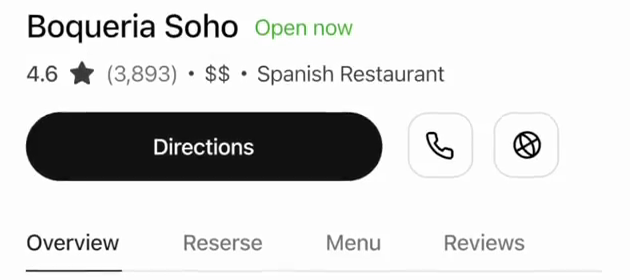 Boqueria Soho Open now
4.6 ★ (3,893) • $$ • Spanish Restaurant
Directions
Overview Reserse Menu Reviews